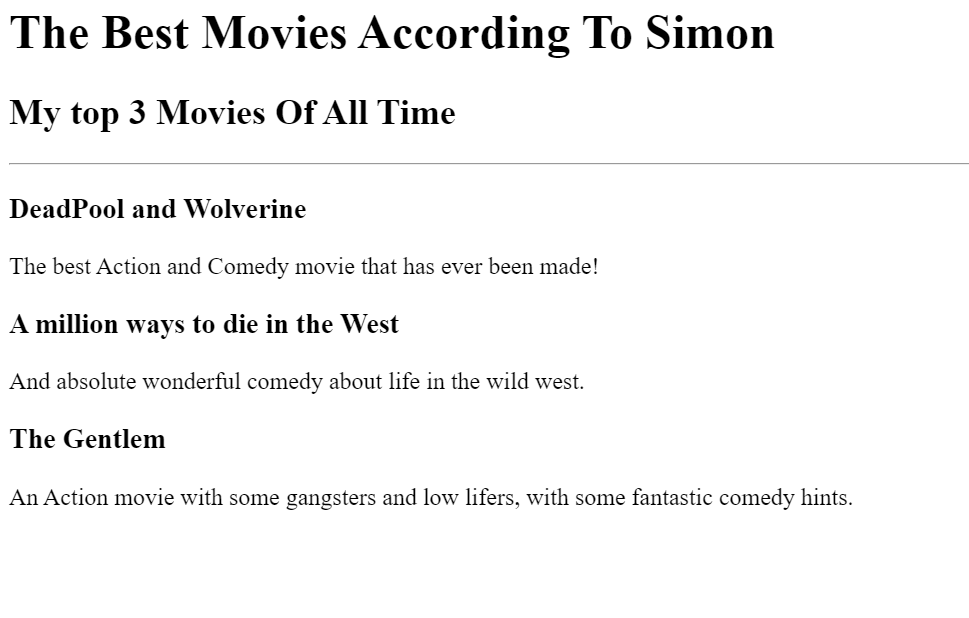 The Best Movies According To Simon
My top 3 Movies Of All Time
DeadPool and Wolverine
The best Action and Comedy movie that has ever been made!
A million ways to die in the West
And absolute wonderful comedy about life in the wild west.
The Gentlem
An Action movie with some gangsters and low lifers, with some fantastic comedy hints.